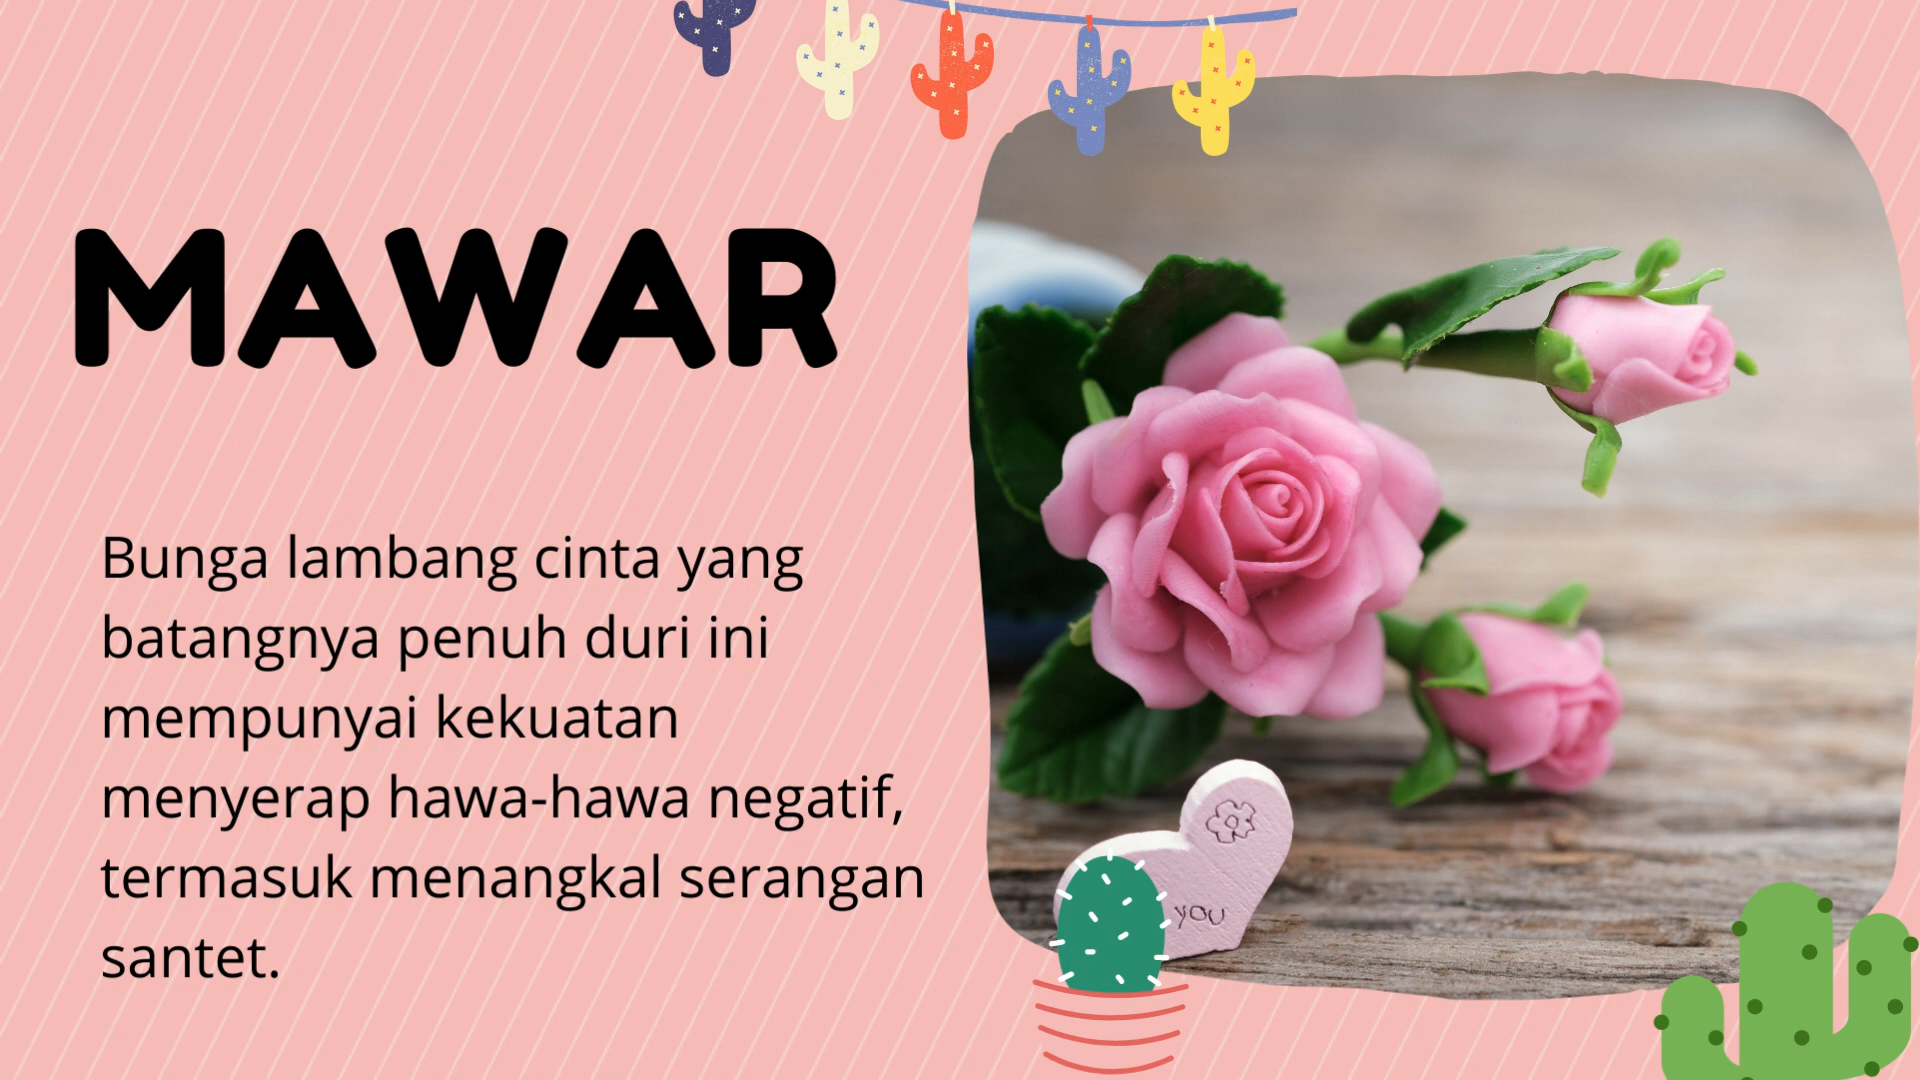 MAWAR
Bunga lambang cinta yang
batangnya penuh duri ini
mempunyai kekuatan
menyerap hawa-hawa negatif,
termasuk menangkal serangan
santet.
you